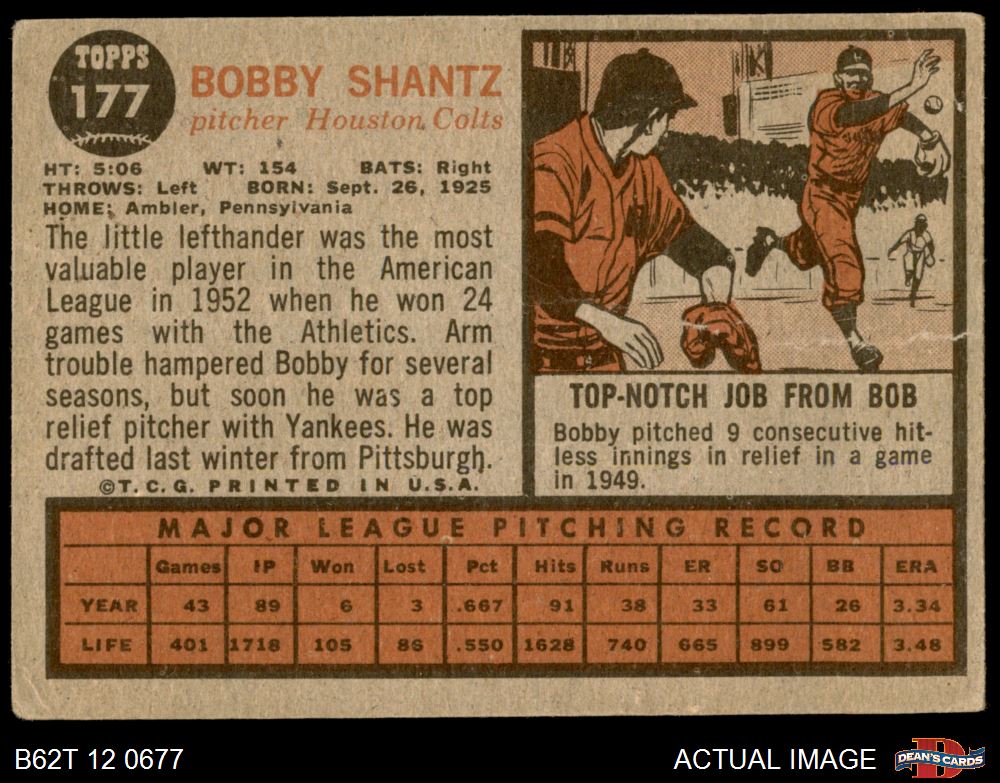 TOPPS
177
BOBBY SHANTZ
pitcher Houston Colts
HT: 5:06 WT: 154 BATS: Right
THROWS: Left BORN: Sept. 26, 1925
HOME: Ambler, Pennsylvania
The little lefthander was the most
valuable player in the American
League in 1952 when he won 24
games with the Athletics. Arm
trouble hampered Bobby for several
seasons, but soon he was a top
relief pitcher with Yankees. He was
drafted last winter from Pittsburgh.
©T.C.G. PRINTED IN U.S.A.
TOP-NOTCH JOB FROM BOB
Bobby pitched 9 consecutive hit-
less innings in relief in a game
in 1949.
MAJOR LEAGUE PITCHING RECORD
Games IP Won Lost Pct Hits Runs ER SO BB ERA
YEAR 43 89 6 3 .667 91 38 33 61 26 3.34
LIFE 401 1718 105 86 .550 1628 740 665 899 582 3.48
B62T 12 0677
ACTUAL IMAGE
D
DEAN'S CARDS